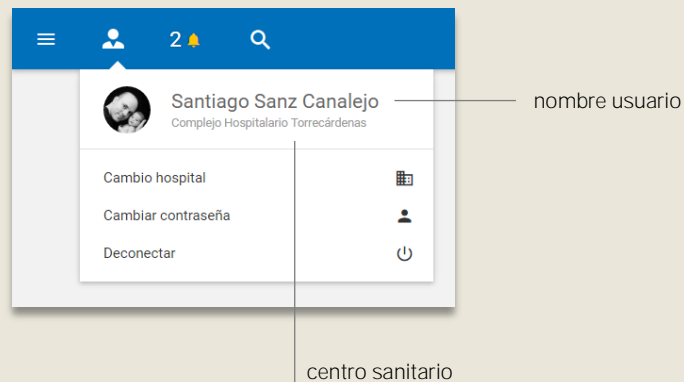 2
Santiago Sanz Canalejo
nombre usuario
Complejo Hospitalario Torrecárdenas
Cambio hospital
Cambiar contraseña
Deconectar
centro sanitario